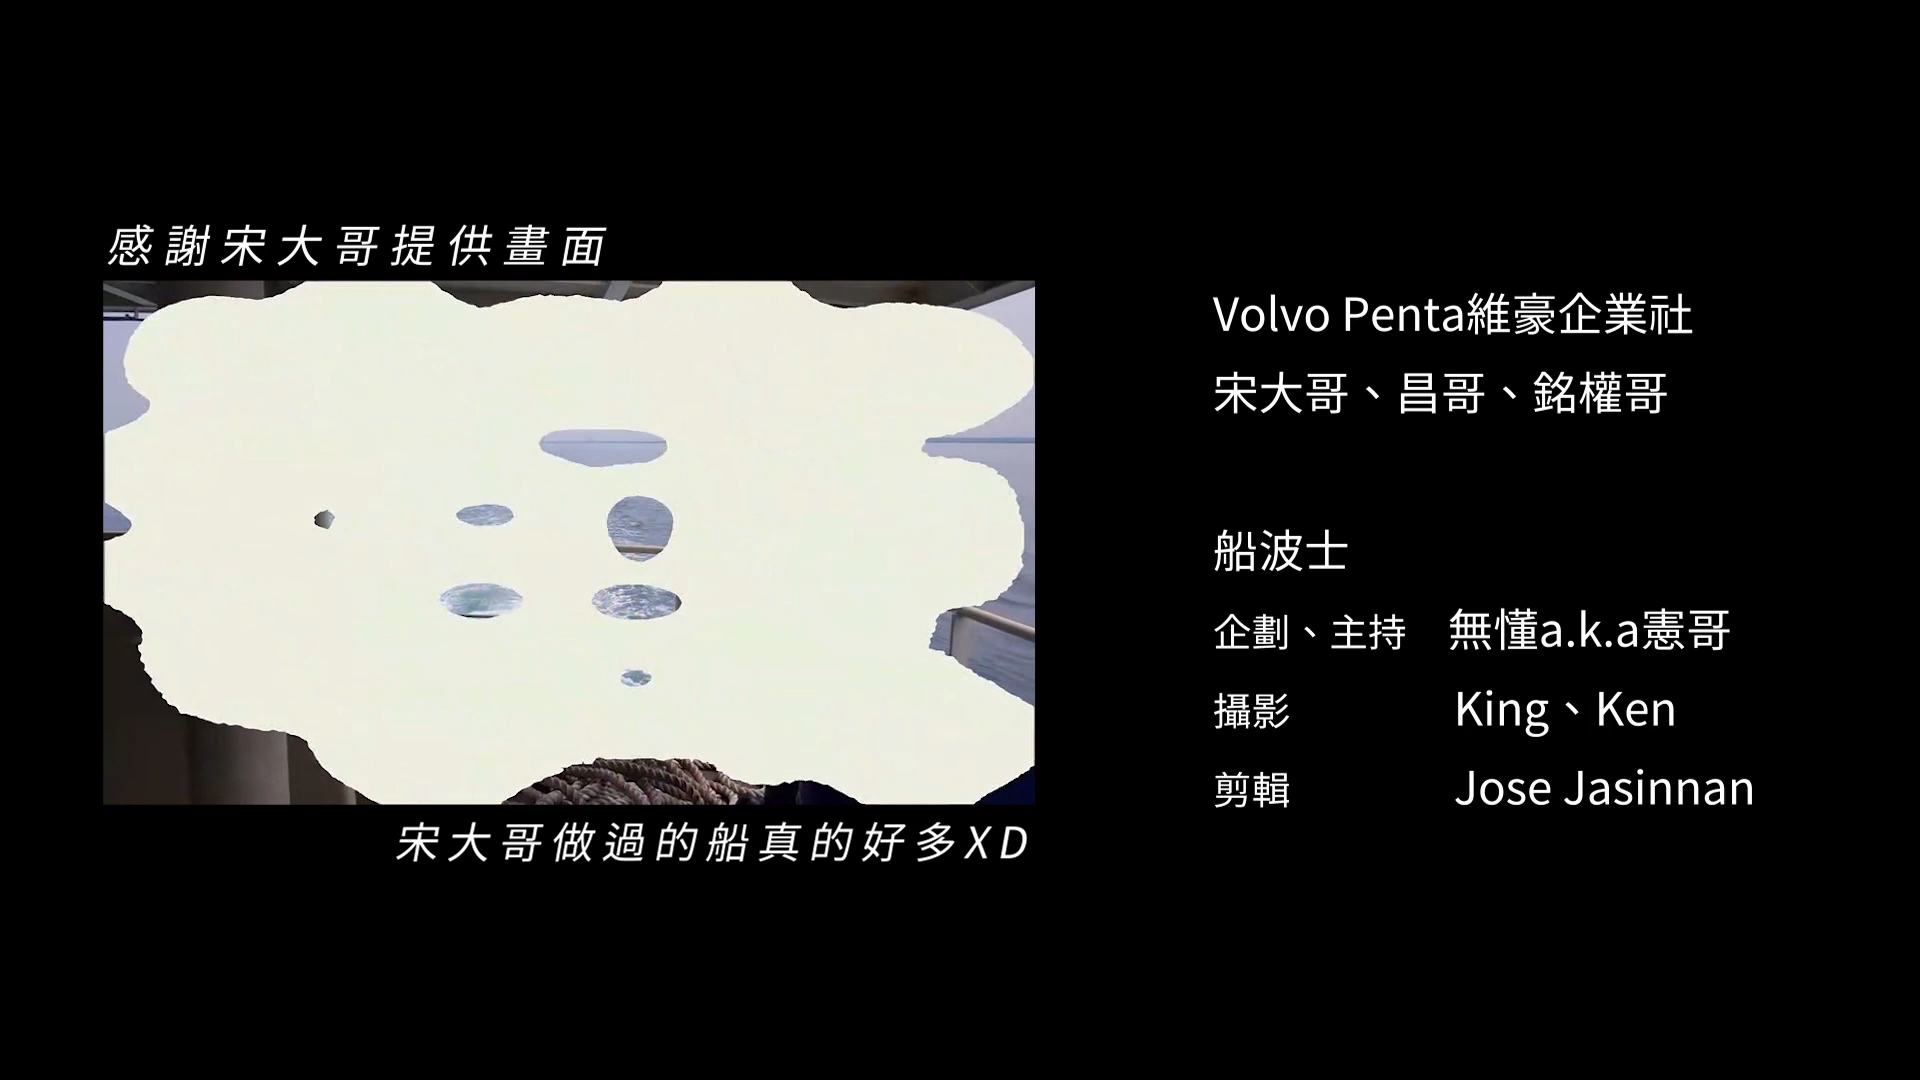 感謝宋大哥提供畫面
宋大哥做過的船真的好多XD
Volvo Penta維豪企業社
宋大哥、昌哥、銘權哥
船波士
企劃、主持 無懂a.k.a憲哥
攝影 King、Ken
剪輯 Jose Jasinnan